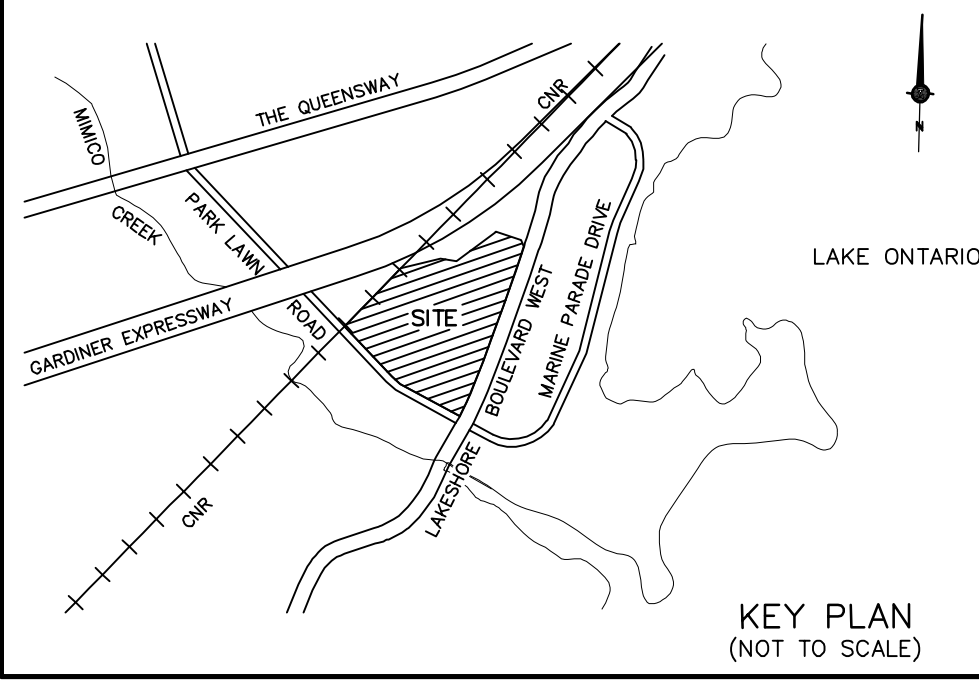 THE QUEENSWAY
CNR
MIMICO
CREEK
N
PARK LAWN
ROAD
LAKE ONTARIO
GARDINER EXPRESSWAY
SITE
BOULEVARD WEST
MARINE PARADE DRIVE
LAKESHORE
CNR
KEY PLAN
(NOT TO SCALE)